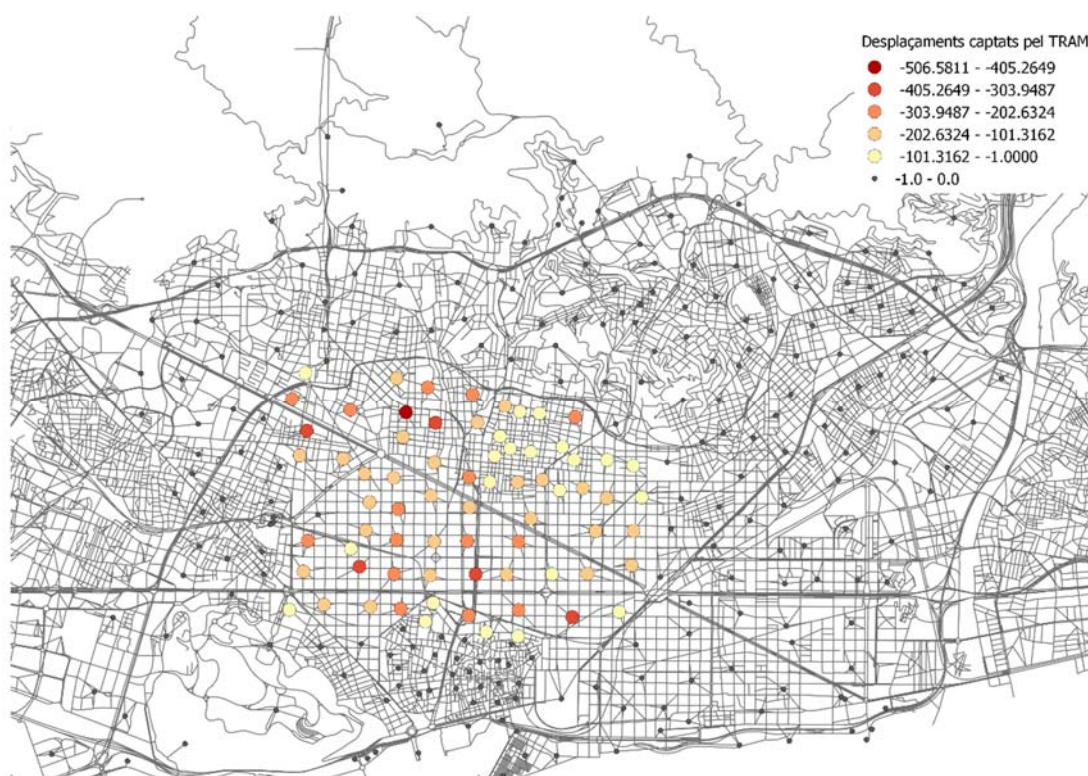 Desplaçaments captats pel TRAM
-506.5811 - -405.2649
-405.2649 - -303.9487
-303.9487 - -202.6324
-202.6324 - -101.3162
-101.3162 - -1.0000
-1.0 - 0.0